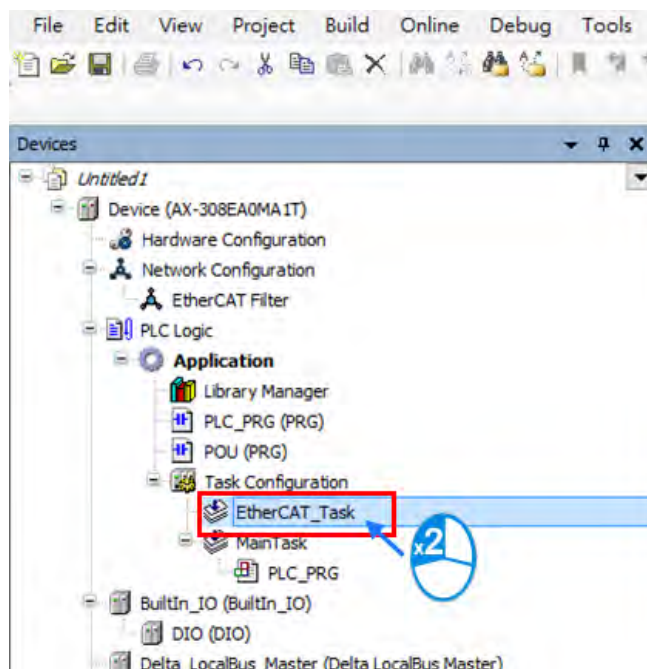 File Edit View Project Build Online Debug Tools
Devices
Untitled1
Device (AX-308EA0MA1T)
Hardware Configuration
Network Configuration
EtherCAT Filter
PLC Logic
Application
Library Manager
PLC_PRG (PRG)
POU (PRG)
Task Configuration
EtherCAT_Task
x2
MainTask
PLC_PRG
BuiltIn_IO (BuiltIn_IO)
DIO (DIO)
Delta_LocalBus_Master (Delta LocalBus Master)